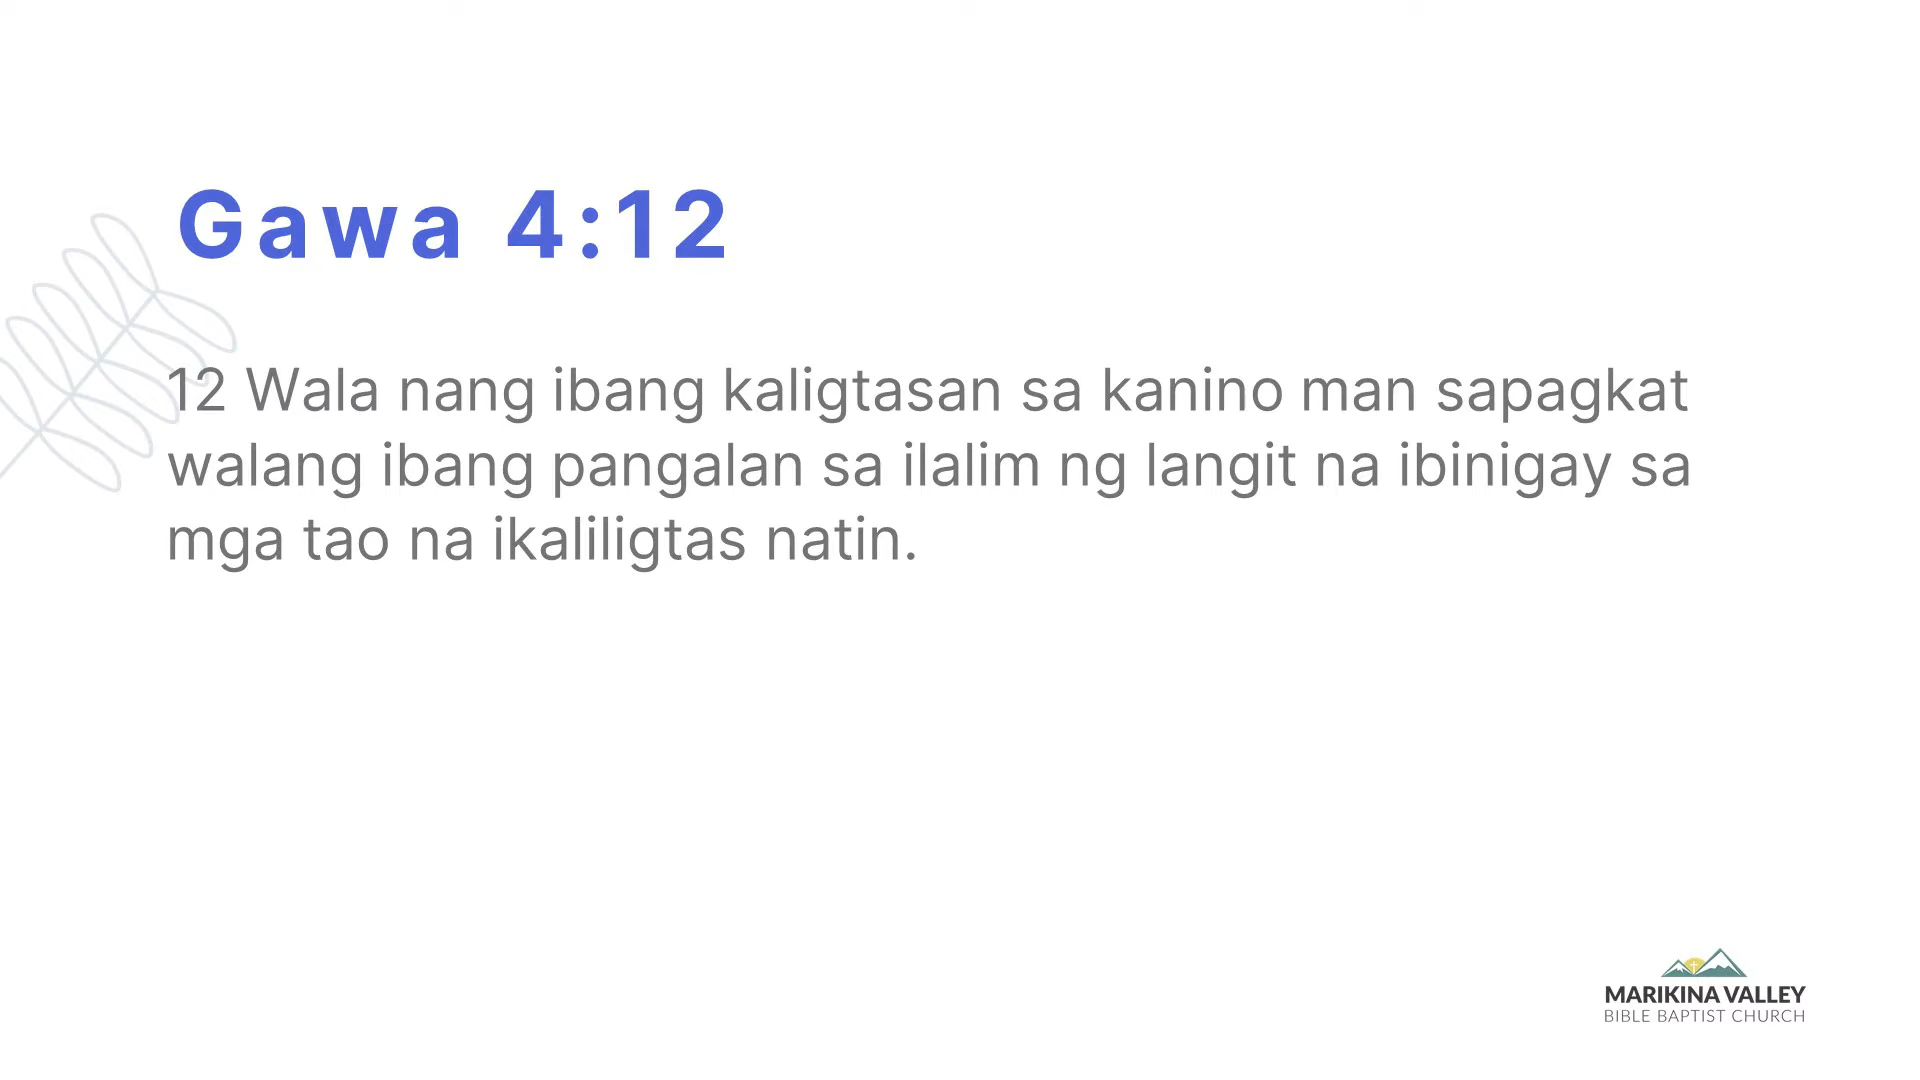 Gawa 4:12
12 Wala nang ibang kaligtasan sa kanino man sapagkat
walang ibang pangalan sa ilalim ng langit na ibinigay sa
mga tao na ikaliligtas natin.
MARIKINA VALLEY
BIBLE BAPTIST CHURCH